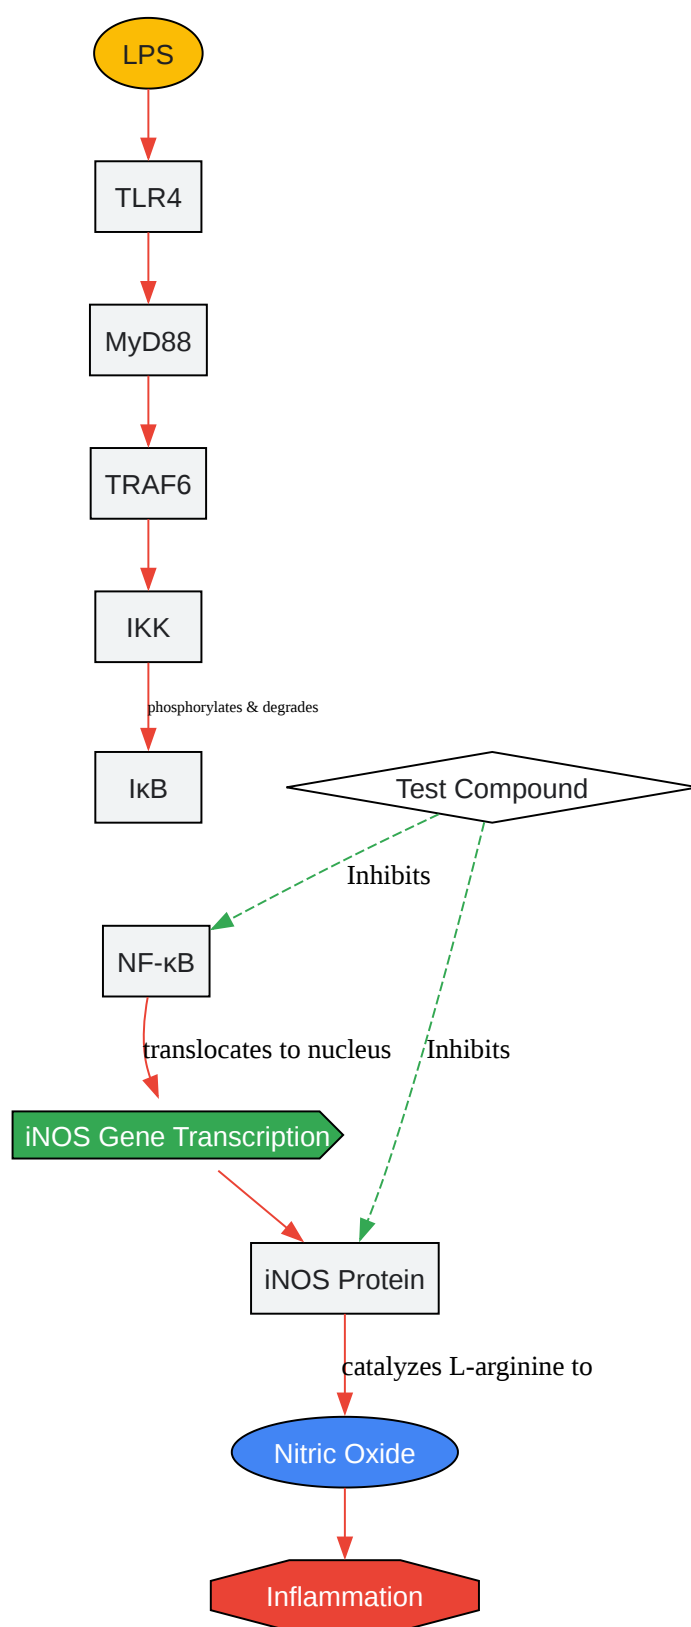 LPS
TLR4
MyD88
TRAF6
IKK
phosphorylates & degrades
IκB
Test Compound
Inhibits
NF-κB
translocates to nucleus
Inhibits
iNOS Gene Transcription
iNOS Protein
catalyzes L-arginine to
Nitric Oxide
Inflammation